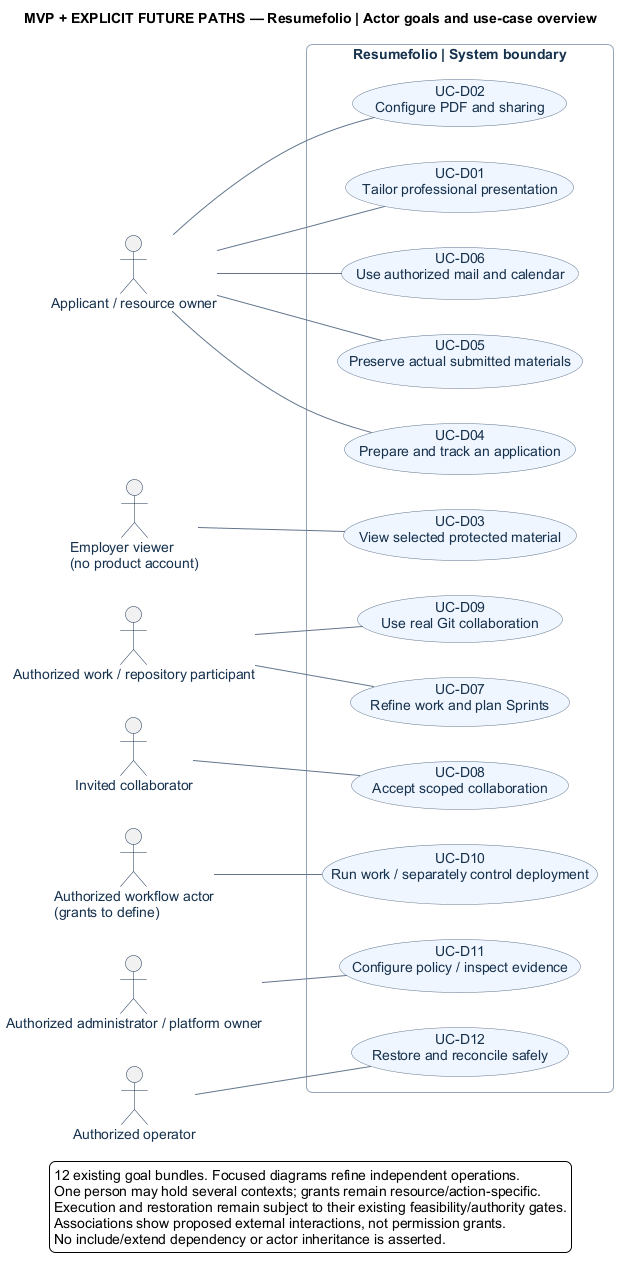 MVP + EXPLICIT FUTURE PATHS — Resumefolio | Actor goals and use-case overview
Resumefolio | System boundary
UC-D02
Configure PDF and sharing
UC-D01
Tailor professional presentation
UC-D06
Use authorized mail and calendar
Applicant / resource owner
UC-D05
Preserve actual submitted materials
UC-D04
Prepare and track an application
UC-D03
View selected protected material
Employer viewer
(no product account)
UC-D09
Use real Git collaboration
Authorized work / repository participant
UC-D07
Refine work and plan Sprints
Invited collaborator
UC-D08
Accept scoped collaboration
UC-D10
Run work / separately control deployment
Authorized workflow actor
(grants to define)
UC-D11
Configure policy / inspect evidence
Authorized administrator / platform owner
UC-D12
Restore and reconcile safely
Authorized operator
12 existing goal bundles. Focused diagrams refine independent operations.
One person may hold several contexts; grants remain resource/action-specific.
Execution and restoration remain subject to their existing feasibility/authority gates.
Associations show proposed external interactions, not permission grants.
No include/extend dependency or actor inheritance is asserted.